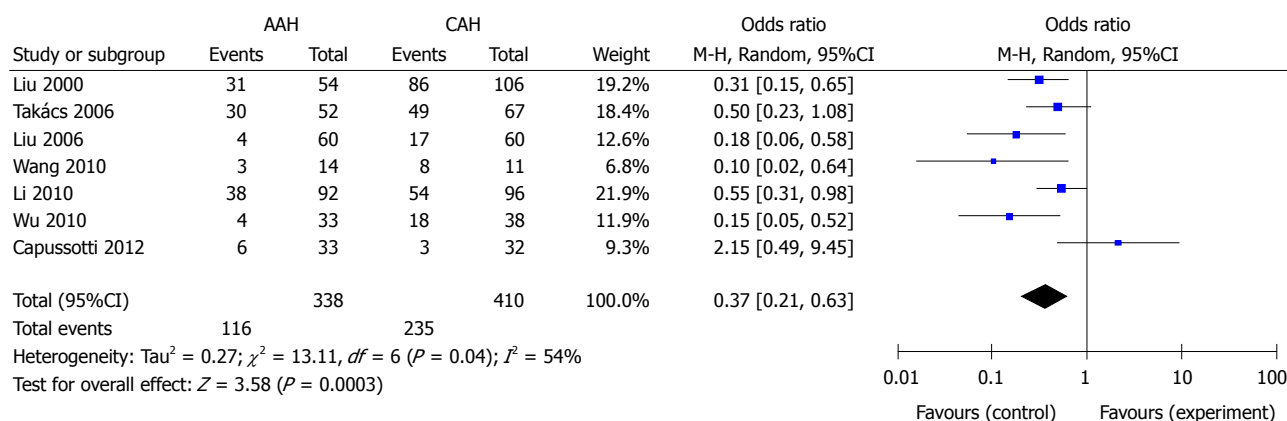 AAH CAH Odds ratio Odds ratio
Study or subgroup Events Total Events Total Weight M-H, Random, 95%CI M-H, Random, 95%CI
Liu 2000 31 54 86 106 19.2% 0.31 [0.15, 0.65]
Takács 2006 30 52 49 67 18.4% 0.50 [0.23, 1.08]
Liu 2006 4 60 17 60 12.6% 0.18 [0.06, 0.58]
Wang 2010 3 14 8 11 6.8% 0.10 [0.02, 0.64]
Li 2010 38 92 54 96 21.9% 0.55 [0.31, 0.98]
Wu 2010 4 33 18 38 11.9% 0.15 [0.05, 0.52]
Capussotti 2012 6 33 3 32 9.3% 2.15 [0.49, 9.45]
Total (95%CI) 338 410 100.0% 0.37 [0.21, 0.63]
Total events 116 235
Heterogeneity: Tau² = 0.27; χ² = 13.11, df = 6 (P = 0.04); I² = 54%
Test for overall effect: Z = 3.58 (P = 0.0003)
0.01 0.1 1 10 100
Favours (control) Favours (experiment)